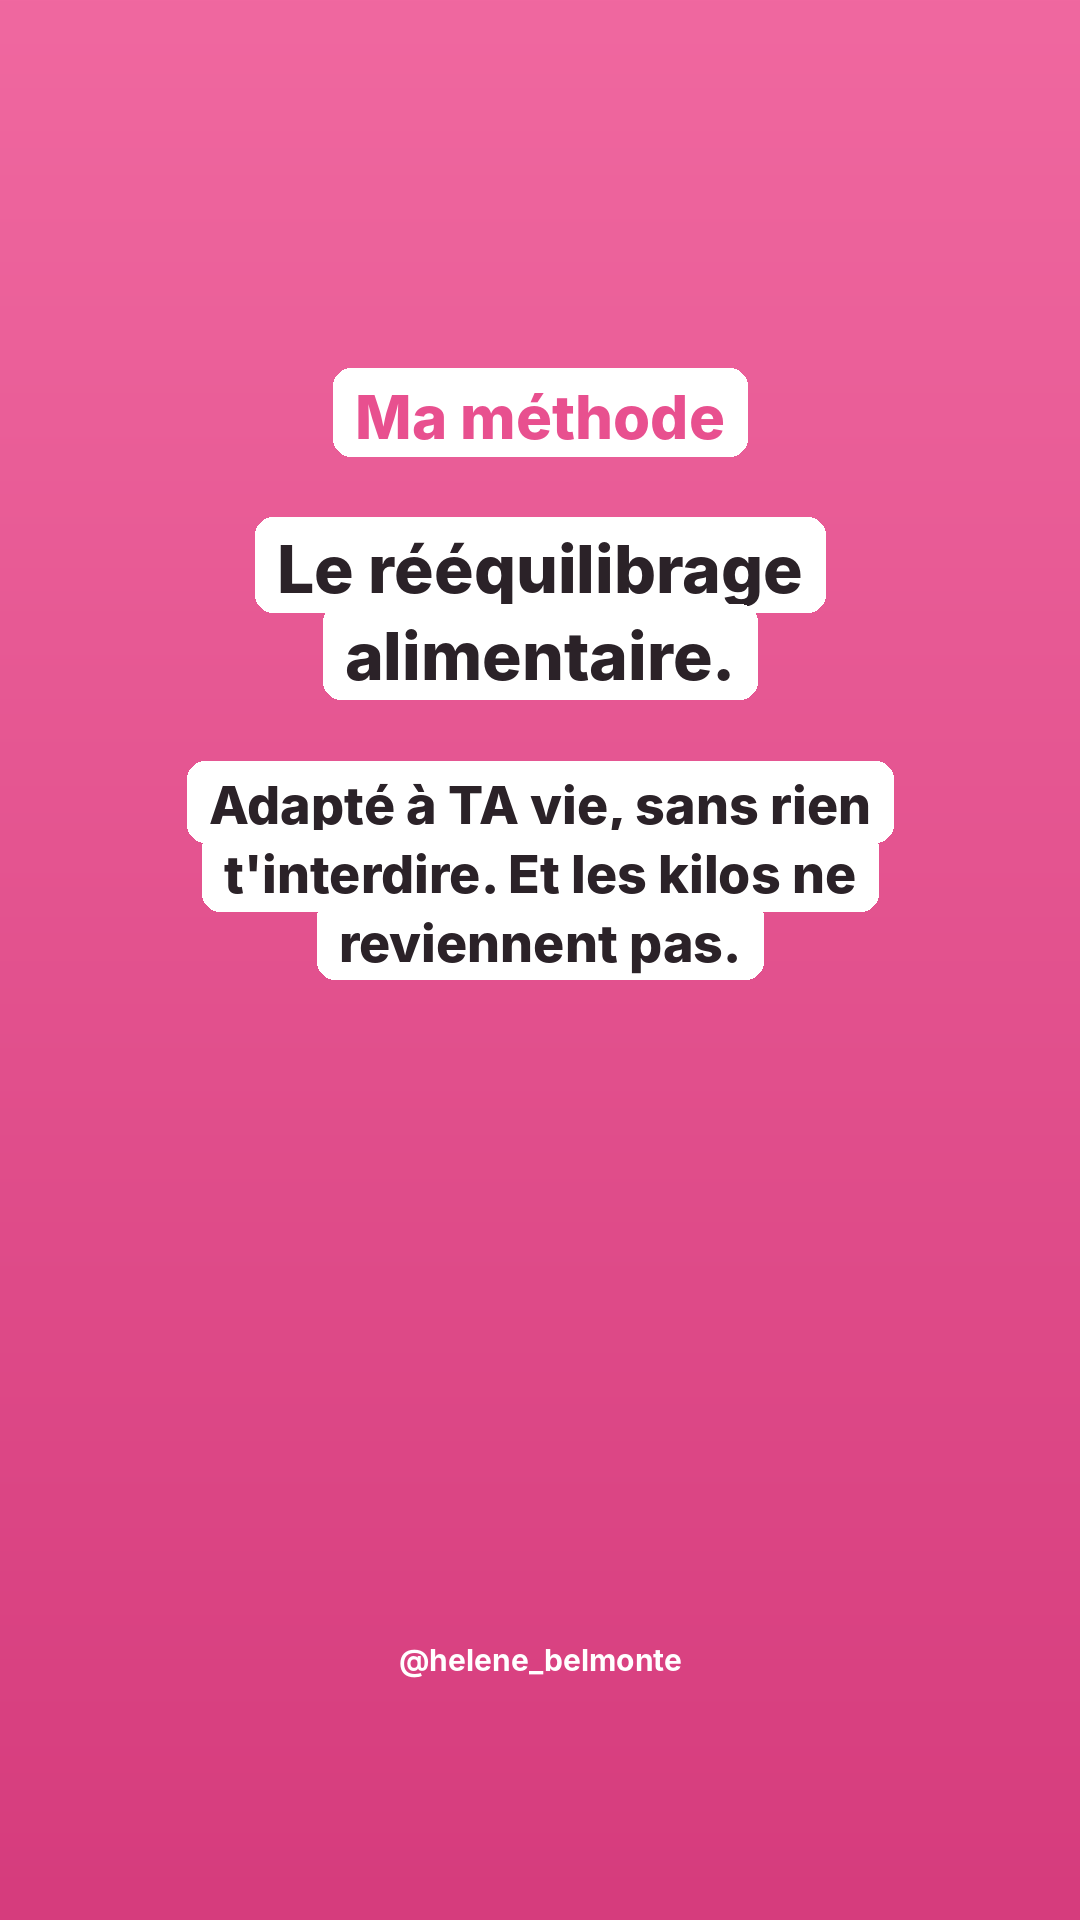 Ma méthode
Le rééquilibrage
alimentaire.
Adapté à TA vie, sans rien
t'interdire. Et les kilos ne
reviennent pas.
@helene_belmonte